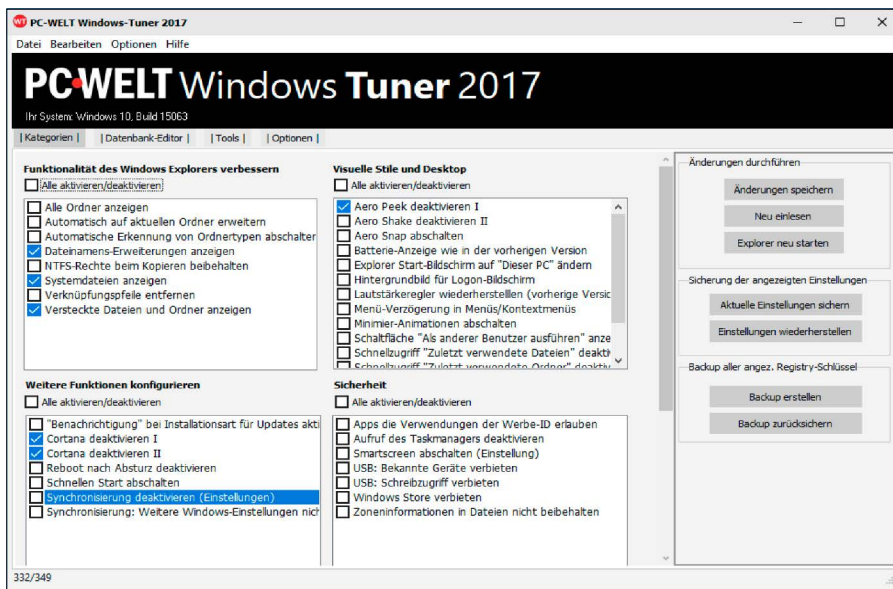 PC-WELT Windows-Tuner 2017
Datei Bearbeiten Optionen Hilfe
PC WELT Windows Tuner 2017
Ihr System: Windows 10, Build 15063
|Kategorien| |Datenbank-Editor| |Tools| |Optionen|
Funktionalität des Windows Explorers verbessern
Alle aktivieren/deaktivieren
Alle Ordner anzeigen
Automatisch auf aktuellen Ordner erweitern
Automatische Erkennung von Ordnertypen abschalter
Dateinamens-Erweiterungen anzeigen
NTFS-Rechte beim Kopieren beibehalten
Systemdateien anzeigen
Verknüpfungspfeile entfernen
Versteckte Dateien und Ordner anzeigen
Visuelle Stile und Desktop
Alle aktivieren/deaktivieren
Aero Peek deaktivieren I
Aero Shake deaktivieren II
Aero Snap abschalten
Batterie-Anzeige wie in der vorherigen Version
Explorer Start-Bildschirm auf "Dieser PC" ändern
Hintergrundbild für Logon-Bildschirm
Lautstärkeregler wiederherstelllen (vorherige Versic
Menü-Verzögerung in Menüs/Kontextmenüs
Minimier-Animationen abschalten
Schaltfläche "Als anderer Benutzer ausführen" anze
Schnellzugriff "Zuletzt verwendete Dateien" deaktiv
Schnellzugriff "Zuletzt verwendete Ordner" deaktiv
Weitere Funktionen konfigurieren
Alle aktivieren/deaktivieren
"Benachrichtigung" bei Installationsart für Updates akti
Cortana deaktivieren I
Cortana deaktivieren II
Reboot nach Absturz deaktivieren
Schnellen Start abschalten
Synchronisierung deaktivieren (Einstellungen)
Synchronisierung: Weitere Windows-Einstellungen nich
Sicherheit
Alle aktivieren/deaktivieren
Apps die Verwendungen der Werbe-ID erlauben
Aufruf des Taskmanagers deaktivieren
Smartscreen abschalten (Einstellung)
USB: Bekannte Geräte verbieten
USB: Schreibzugriff verbieten
Windows Store verbieten
Zoneninformationen in Dateien nicht beibehalten
Änderungen durchführen
Änderungen speichern
Neu einlesen
Explorer neu starten
Sicherung der angezeigten Einstellungen
Aktuelle Einstellungen sichern
Einstellungen wiederherstellen
Backup aller angez. Registry-Schlüssel
Backup erstellen
Backup zurücksichern
332/349